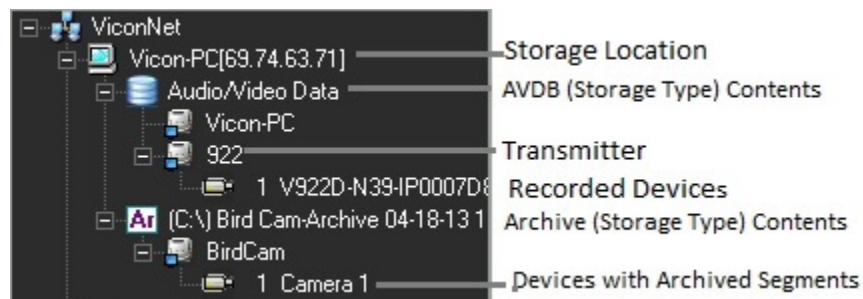 ViconNet
Vicon-PC[69.74.63.71] Storage Location
Audio/Video Data AVDB (Storage Type) Contents
Vicon-PC
922 Transmitter
1 V922D-N39-IP0007D8 Recorded Devices
Ar (C:\) Bird Cam-Archive 04-18-13 1 Archive (Storage Type) Contents
BirdCam
1 Camera 1 Devices with Archived Segments